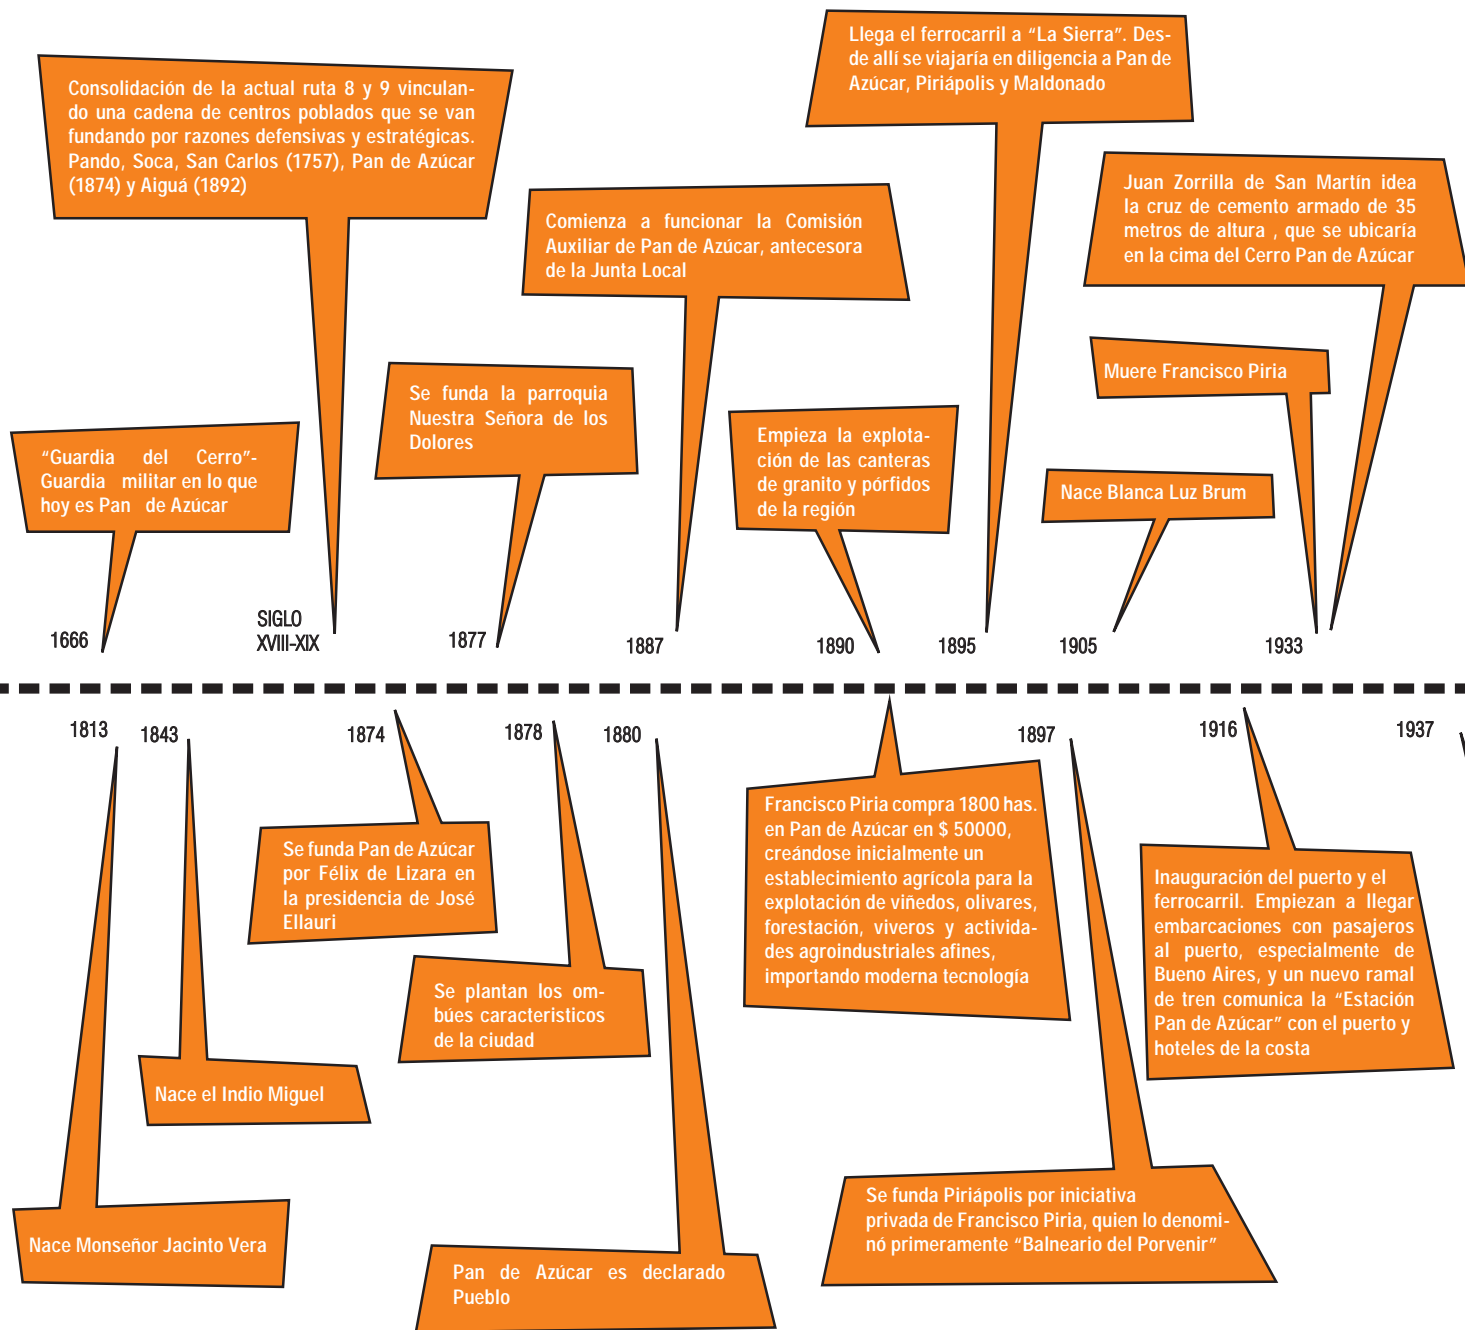 Llega el ferrocarril a “La Sierra”. Des-
de allí se viajaría en diligencia a Pan de
Azúcar, Piriápolis y Maldonado
Consolidación de la actual ruta 8 y 9 vinculan-
do una cadena de centros poblados que se van
fundando por razones defensivas y estratégicas.
Pando, Soca, San Carlos (1757), Pan de Azúcar
(1874) y Aiguá (1892)
Juan Zorrilla de San Martín idea
la cruz de cemento armado de 35
metros de altura , que se ubicaría
en la cima del Cerro Pan de Azúcar
Comienza a funcionar la Comisión
Auxiliar de Pan de Azúcar, antecesora
de la Junta Local
Muere Francisco Piria
Se funda la parroquia
Nuestra Señora de los
Dolores
“Guardia del Cerro”-
Guardia militar en lo que
hoy es Pan de Azúcar
Empieza la explota-
ción de las canteras
de granito y pórfidos
de la región
Nace Blanca Luz Brum
1666
SIGLO
XVIII-XIX
1877
1887
1890
1895
1905
1933
1813
1843
1874
1878
1880
1897
1916
1937
Se funda Pan de Azúcar
por Félix de Lizara en
la presidencia de José
Ellauri
Francisco Piria compra 1800 has.
en Pan de Azúcar en $ 50000,
creándose inicialmente un
establecimiento agrícola para la
explotación de viñedos, olivares,
forestación, viveros y activida-
des agroindustriales afines,
importando moderna tecnología
Inauguración del puerto y el
ferrocarril. Empiezan a llegar
embarcaciones con pasajeros
al puerto, especialmente de
Bueno Aires, y un nuevo ramal
de tren comunica la “Estación
Pan de Azúcar” con el puerto y
hoteles de la costa
Se plantan los om-
búes caracteristicos
de la ciudad
Nace el Indio Miguel
Nace Monseñor Jacinto Vera
Se funda Piriápolis por iniciativa
privada de Francisco Piria, quien lo denomi-
nó primeramente “Balneario del Porvenir”
Pan de Azúcar es declarado
Pueblo